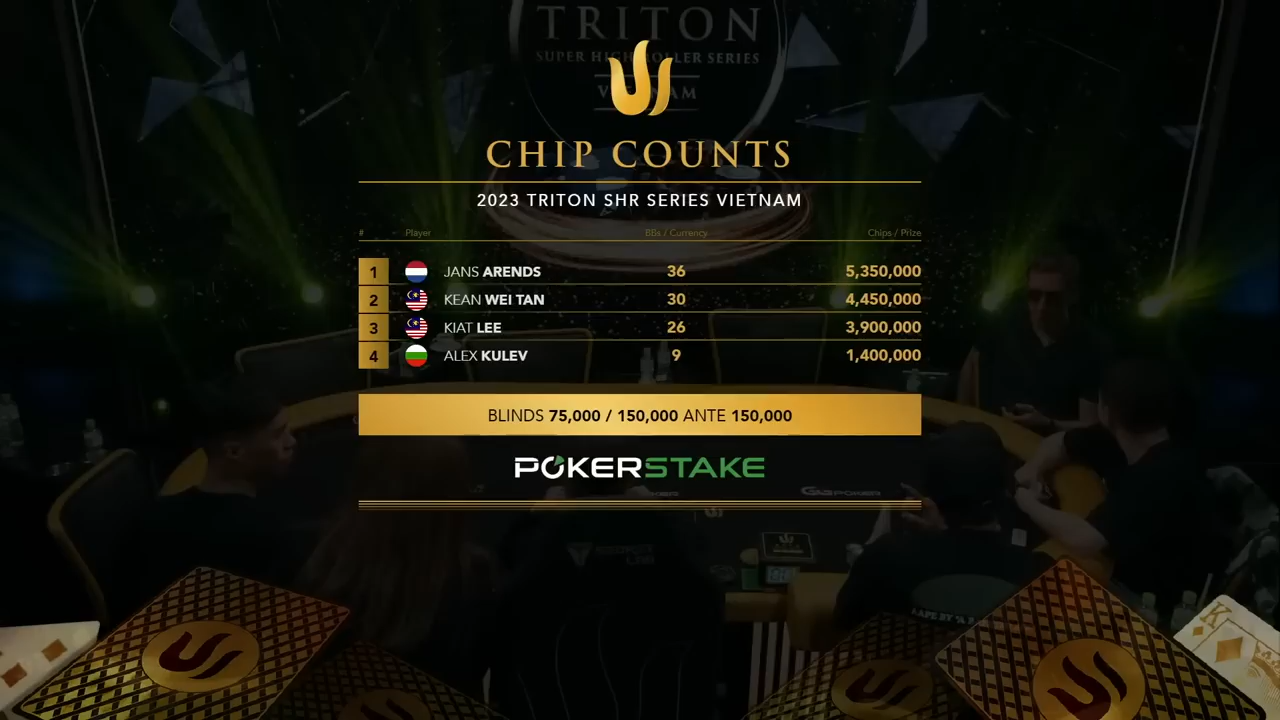 TRITON
SUPER HIGH ROLLER SERIES
VIETNAM
CHIP COUNTS
2023 TRITON SHR SERIES VIETNAM
# Player BBs / Currency Chips / Prize
1 JANS ARENDS 36 5,350,000
2 KEAN WEI TAN 30 4,450,000
3 KIAT LEE 26 3,900,000
4 ALEX KULEV 9 1,400,000
BLINDS 75,000 / 150,000 ANTE 150,000
POKERSTAKE
K